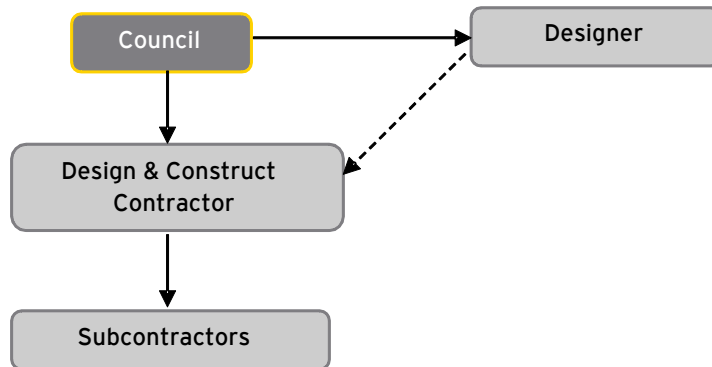 Council
Designer
Design & Construct
Contractor
Subcontractors